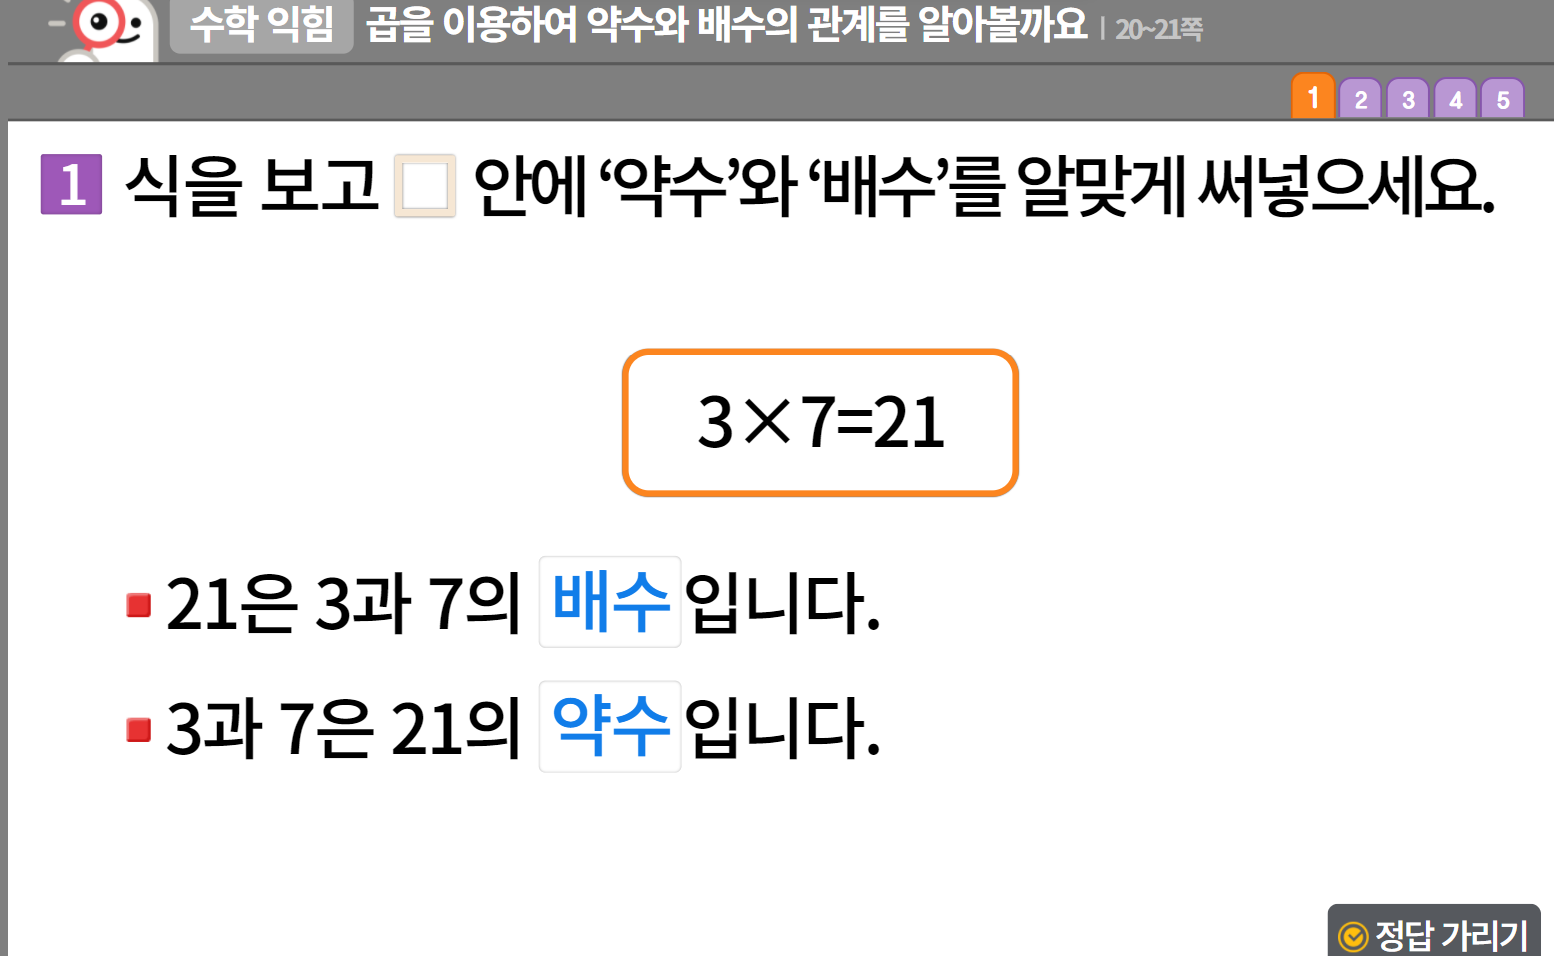 수학 익힘 곱을 이용하여 약수와 배수의 관계를 알아볼까요 | 20~21쪽
1 2 3 4 5
1 식을 보고 □ 안에 ‘약수’와 ‘배수’를 알맞게 써넣으세요.
3×7=21
21은 3과 7의 배수입니다.
3과 7은 21의 약수입니다.
정답 가리기